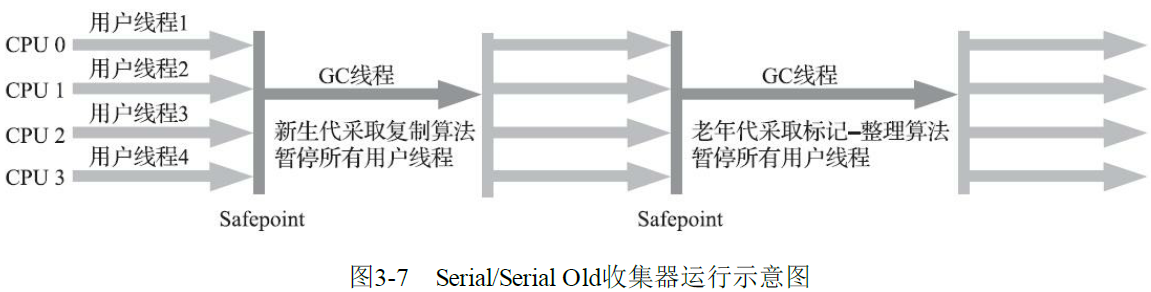 用户线程1
CPU 0
用户线程2
CPU 1
用户线程3
CPU 2
用户线程4
CPU 3
Safepoint
GC线程
新生代采取复制算法
暂停所有用户线程
Safepoint
GC线程
老年代采取标记–整理算法
暂停所有用户线程
图3-7 Serial/Serial Old收集器运行示意图